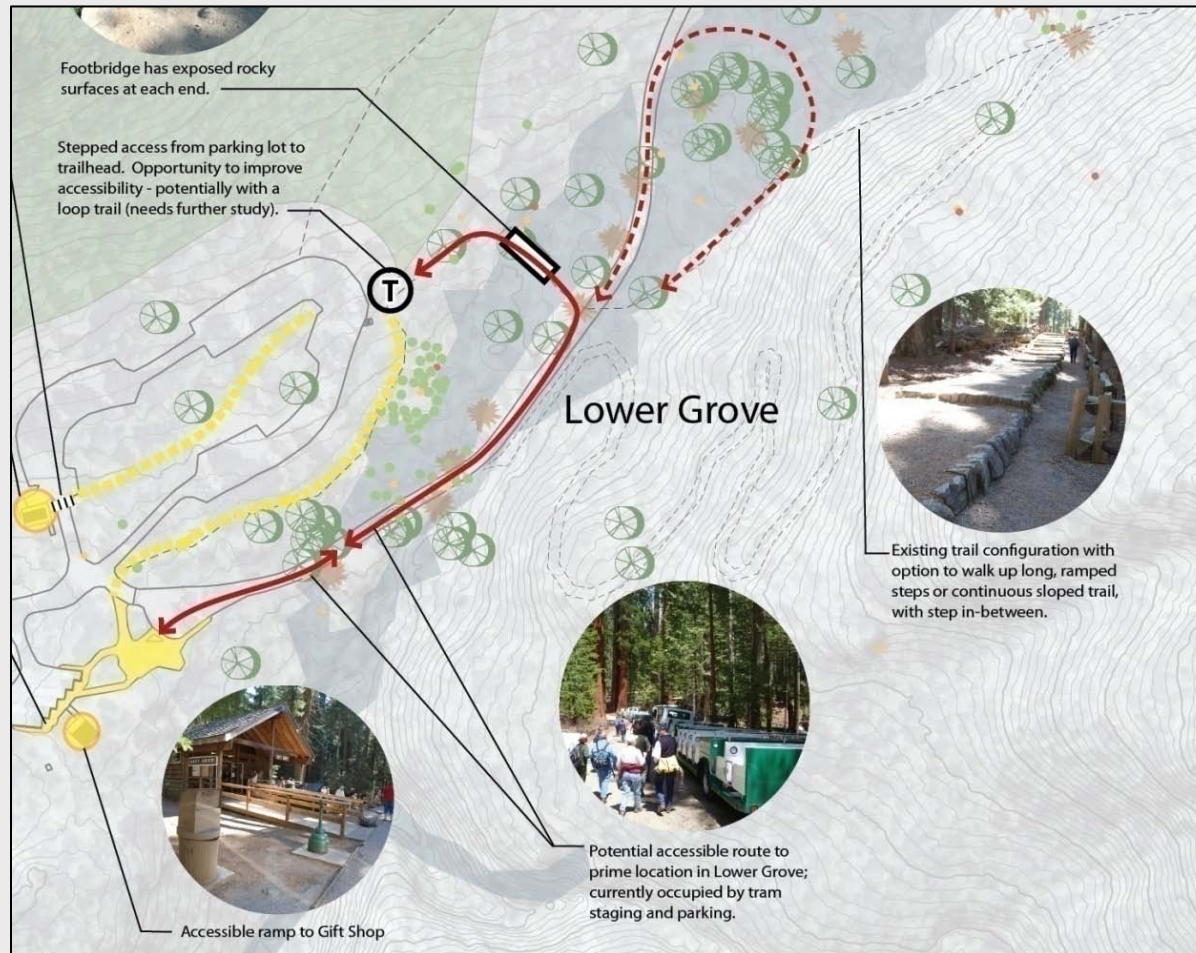 Footbridge has exposed rocky
surfaces at each end.
Stepped access from parking lot to
trailhead. Opportunity to improve
accessibility - potentially with a
loop trail (needs further study).
T
Lower Grove
Existing trail configuration with
option to walk up long, ramped
steps or continuous sloped trail,
with step in-between.
Potential accessible route to
prime location in Lower Grove;
currently occupied by tram
staging and parking.
Accessible ramp to Gift Shop